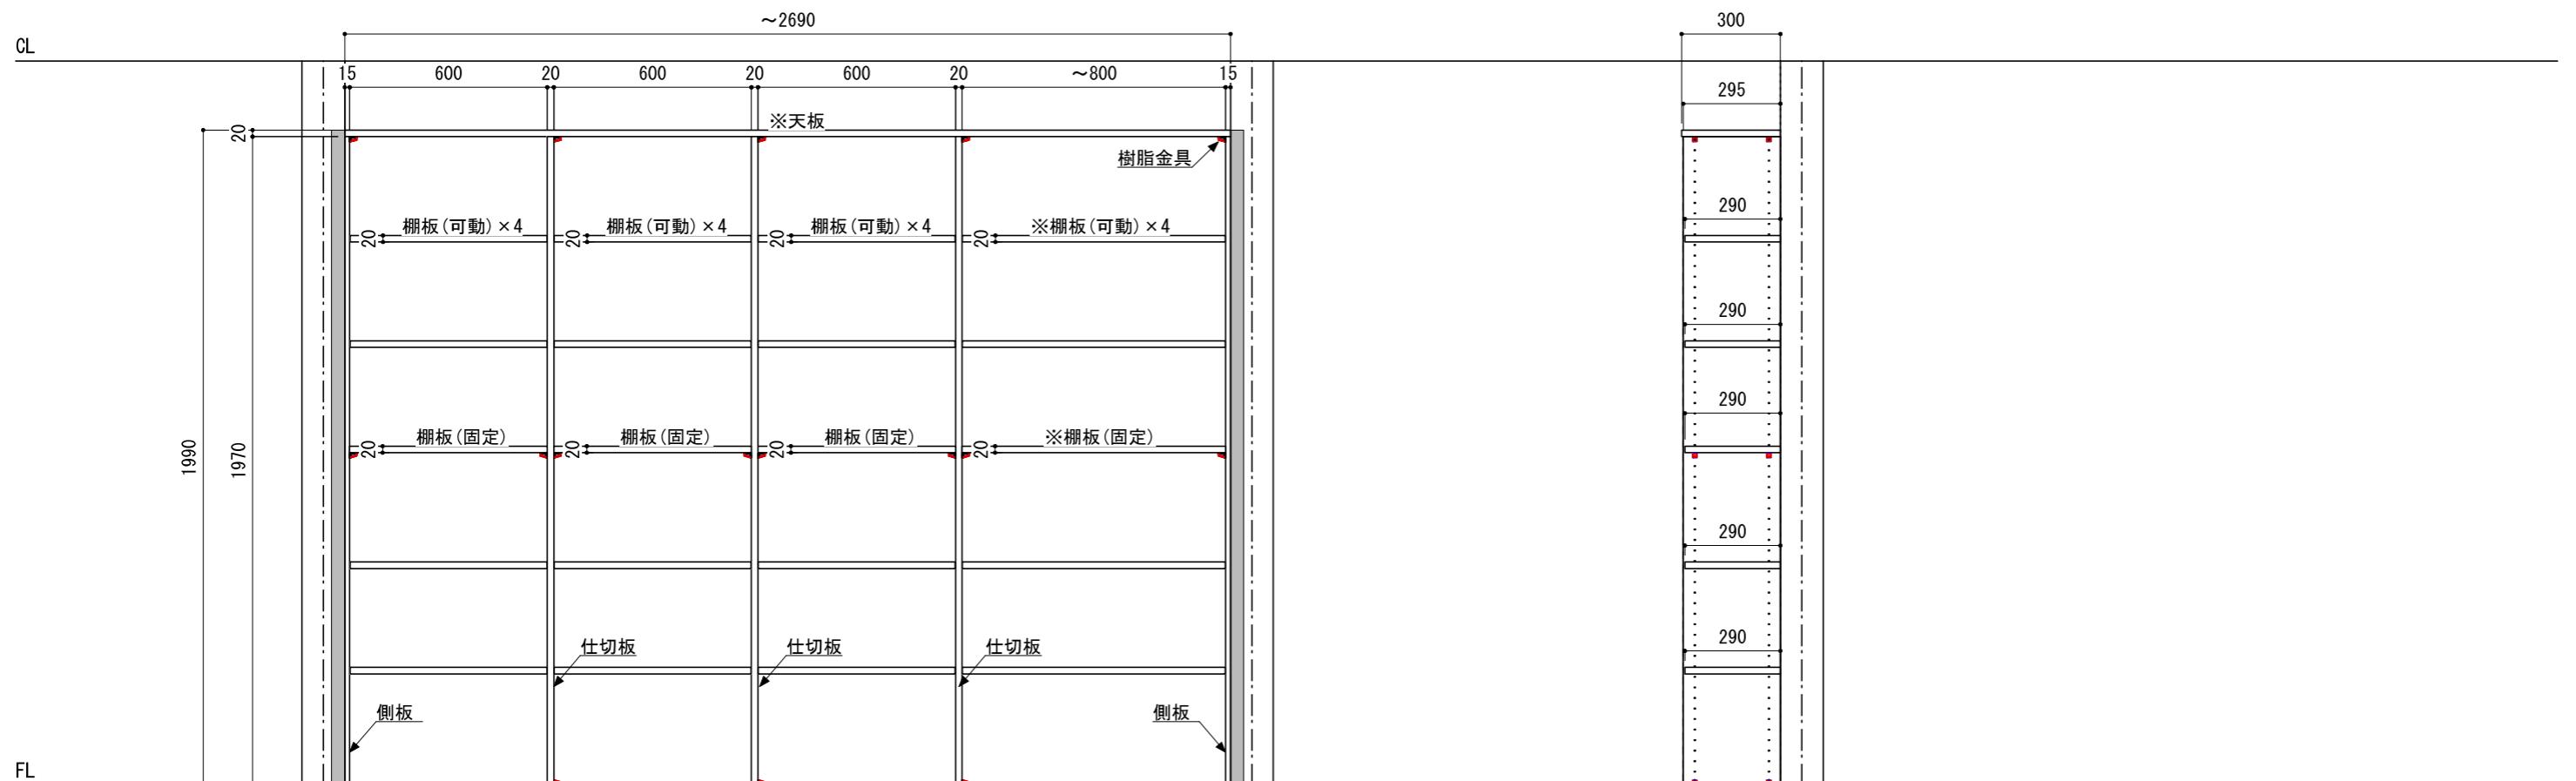 ～2690
300
CL
15 600 20 600 20 600 20 ～800 15
295
20
※天板
樹脂金具
290
棚板(可動)×4 棚板(可動)×4 棚板(可動)×4 ※棚板(可動)×4
20 20 20 20
290
290
棚板(固定) 棚板(固定) 棚板(固定) ※棚板(固定)
20 20 20 20
1990 1970
290
仕切板 仕切板 仕切板
290
側板 側板
FL